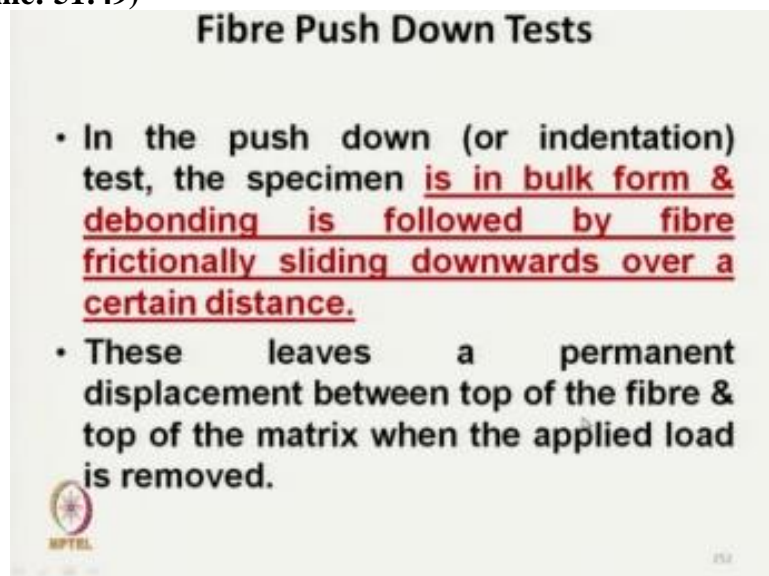 Fibre Push Down Tests
• In the push down (or indentation)
test, the specimen is in bulk form &
debonding is followed by fibre
frictionally sliding downwards over a
certain distance.
• These leaves a permanent
displacement between top of the fibre &
top of the matrix when the applied load
is removed.
NPTEL